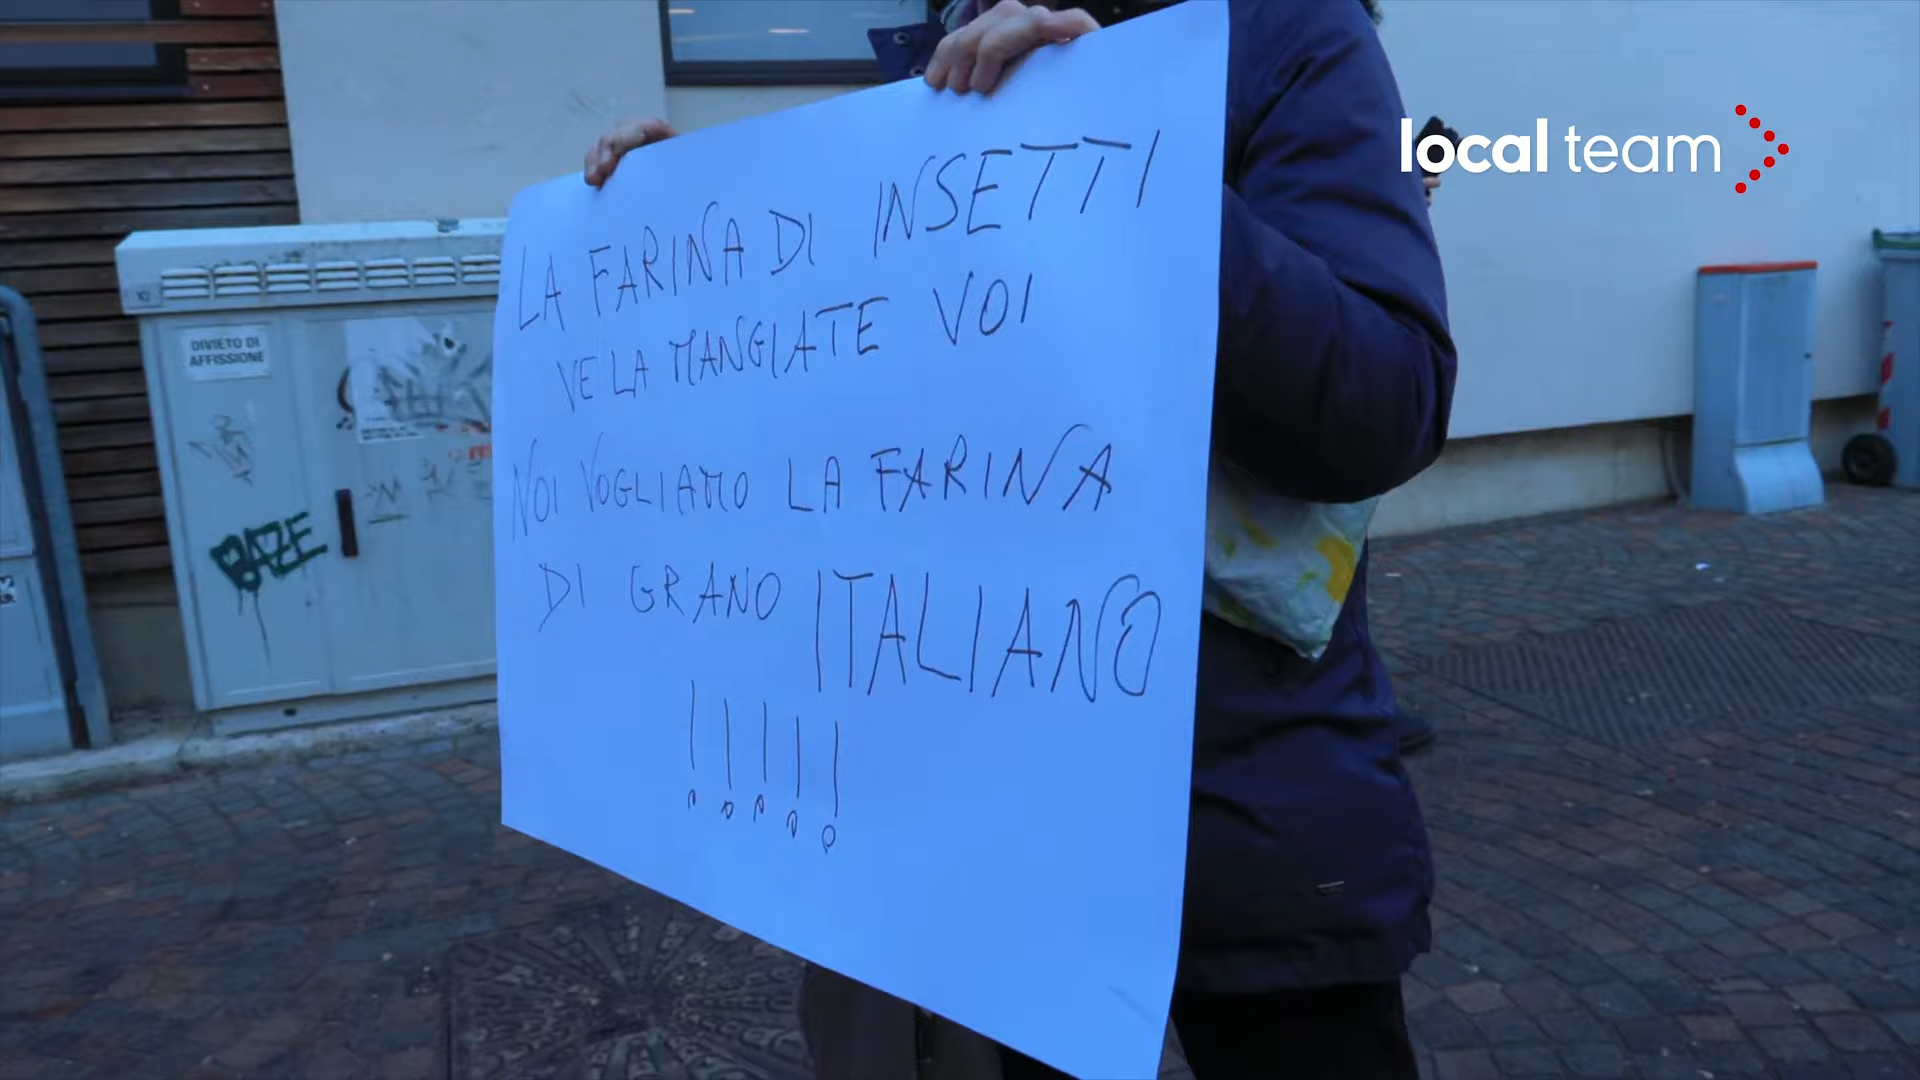 local team
LA FARINA DI INSETTI
VE LA MANGIATE VOI
NOI VOGLIAMO LA FARINA
DI GRANO ITALIANO
!!!!!
DIVIETO DI
AFFISSIONE
BAZE